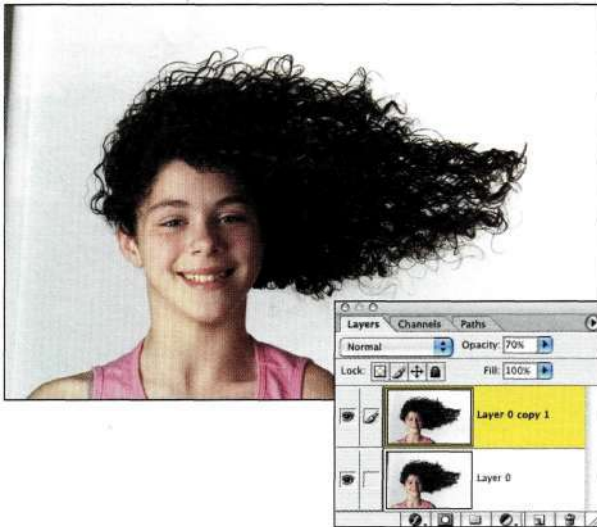 Layers Channels Paths
Normal Opacity: 70%
Lock: Fill: 100%
Layer 0 copy 1
Layer 0